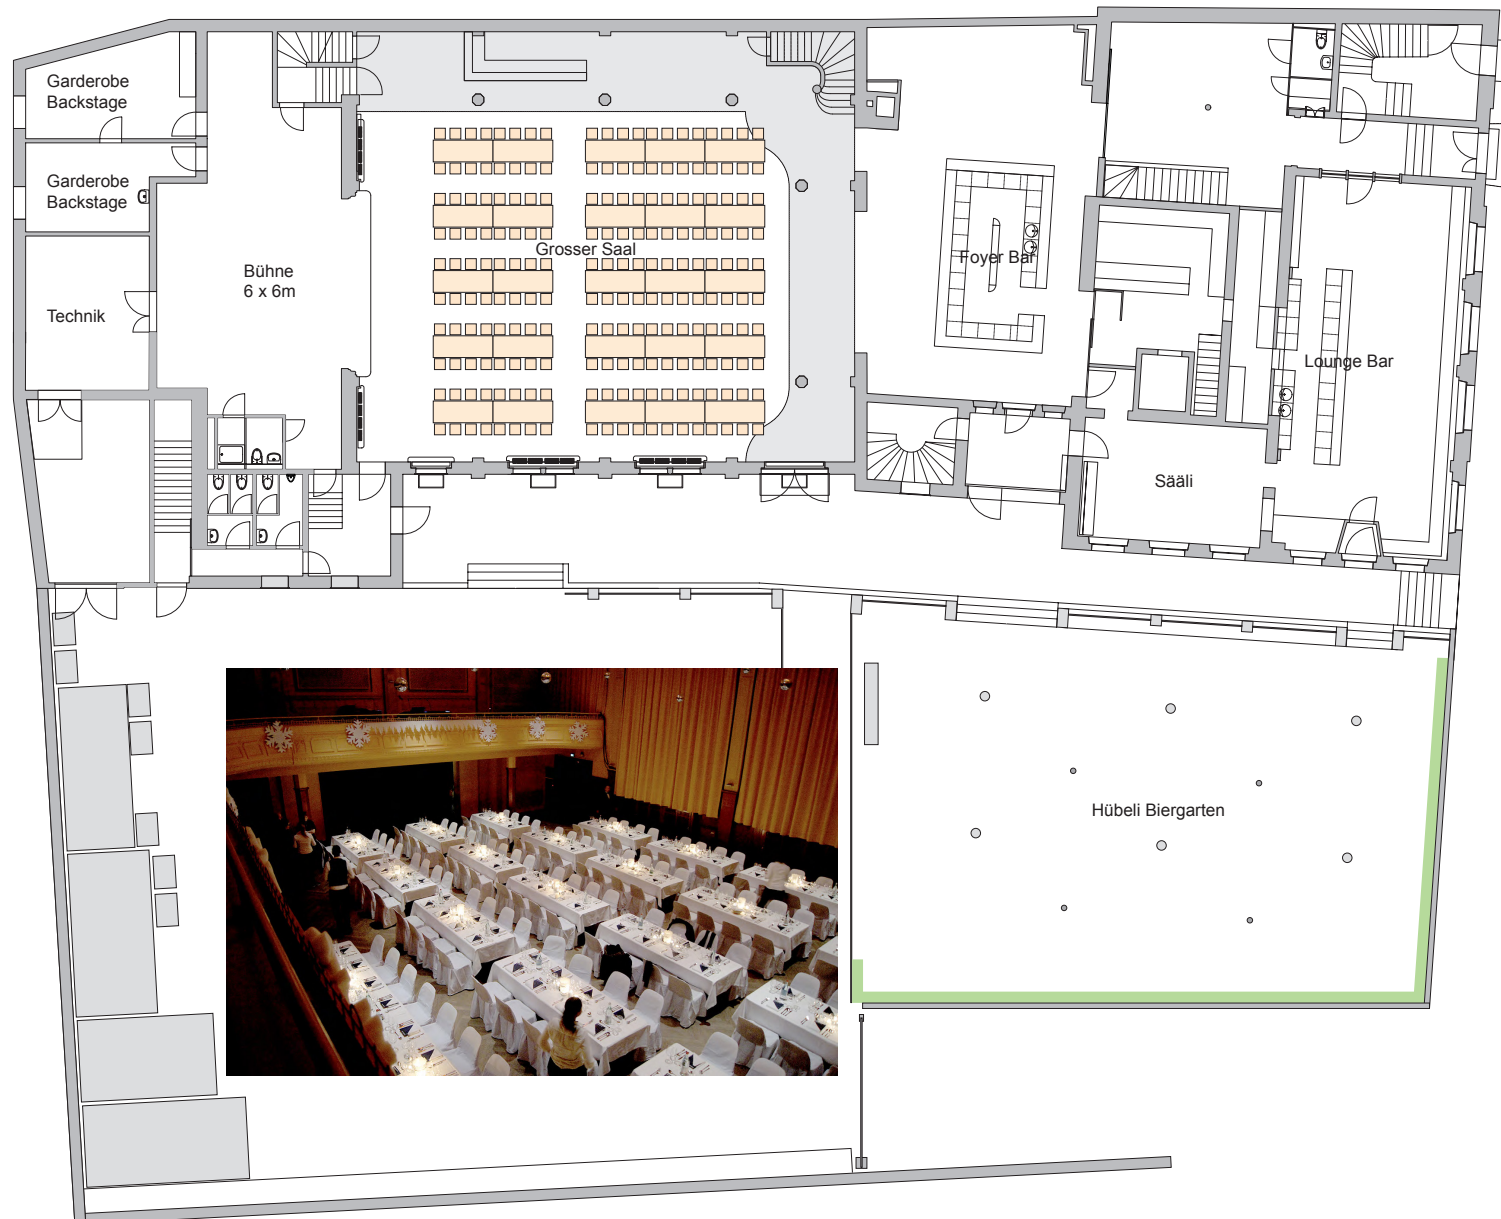 Garderobe
Backstage
Garderobe
Backstage
Technik
Bühne
6 x 6m
Grosser Saal
Foyer Bar
Lounge Bar
Sääli
Hübeli Biergarten